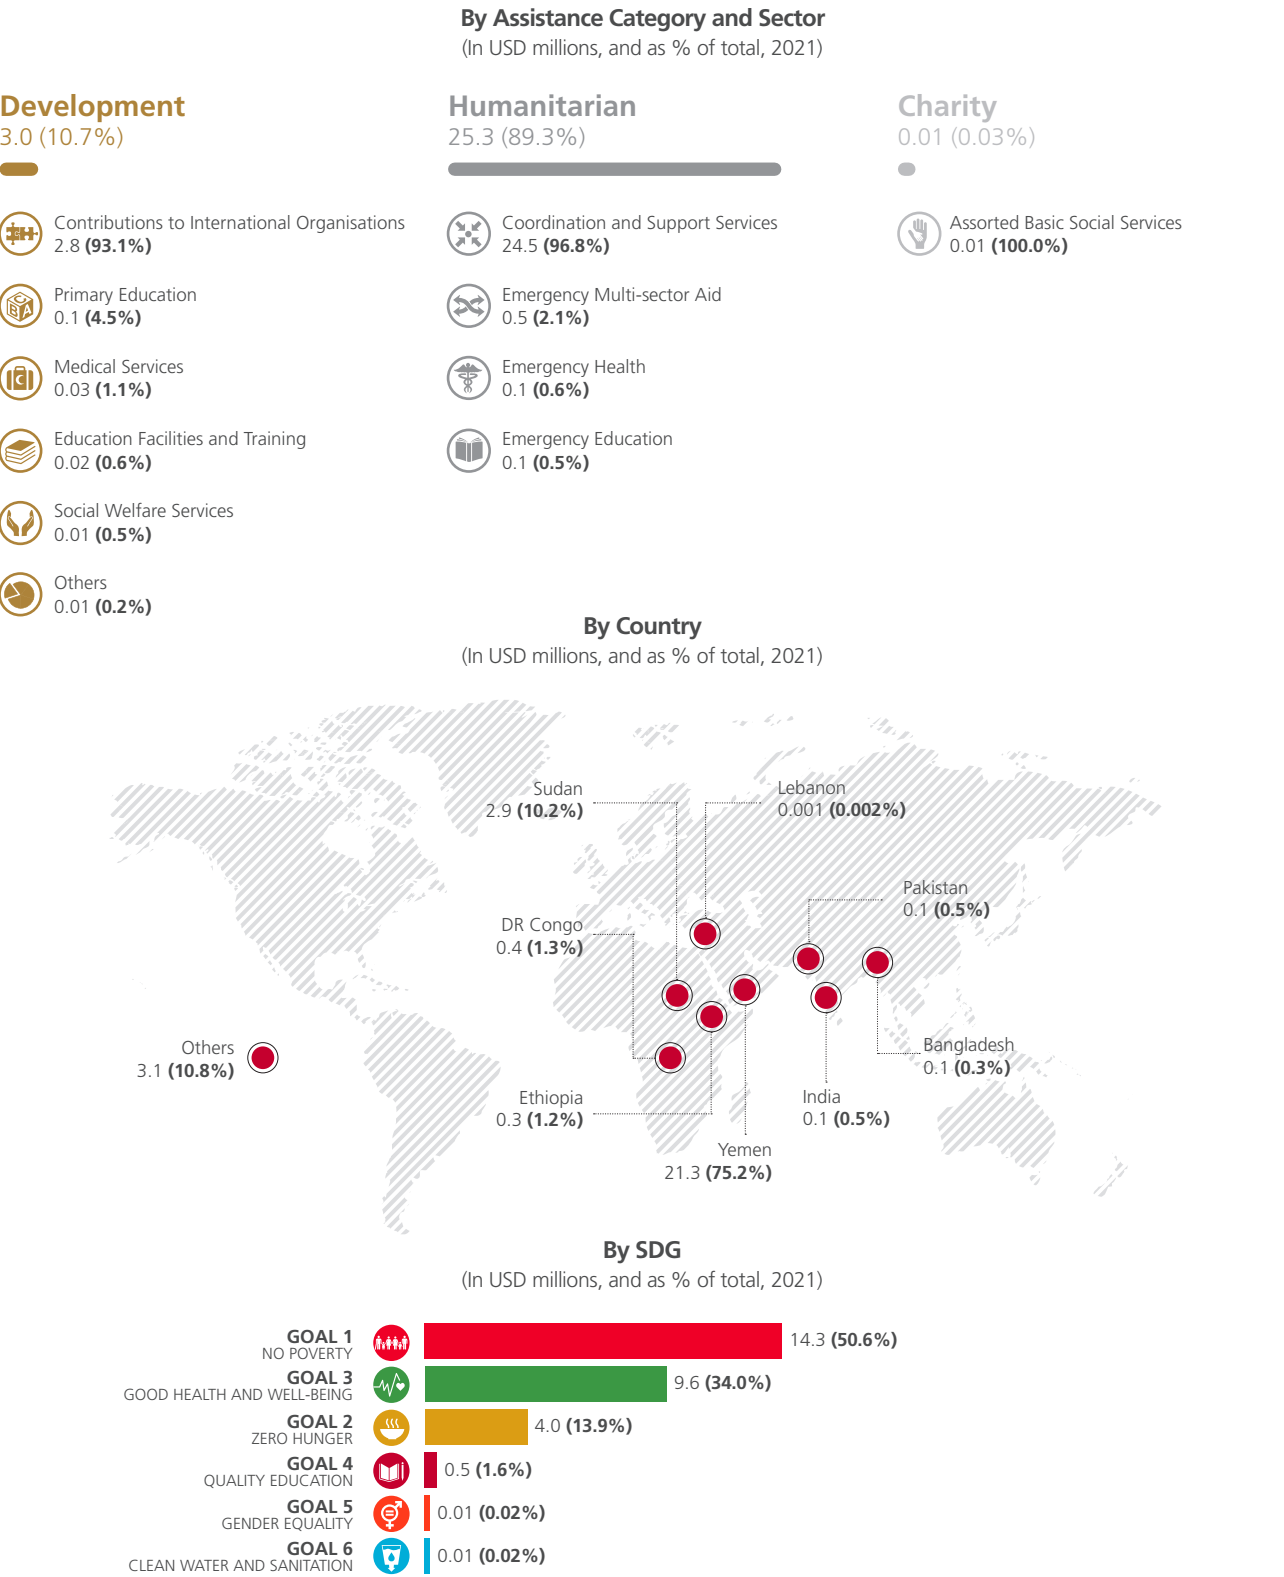 By Assistance Category and Sector
(In USD millions, and as % of total, 2021)
Development
3.0 (10.7%)
Contributions to International Organisations
2.8 (93.1%)
Primary Education
0.1 (4.5%)
Medical Services
0.03 (1.1%)
Education Facilities and Training
0.02 (0.6%)
Social Welfare Services
0.01 (0.5%)
Others
0.01 (0.2%)
Humanitarian
25.3 (89.3%)
Coordination and Support Services
24.5 (96.8%)
Emergency Multi-sector Aid
0.5 (2.1%)
Emergency Health
0.1 (0.6%)
Emergency Education
0.1 (0.5%)
Charity
0.01 (0.03%)
Assorted Basic Social Services
0.01 (100.0%)
By Country
(In USD millions, and as % of total, 2021)
Sudan
2.9 (10.2%)
Lebanon
0.001 (0.002%)
Pakistan
0.1 (0.5%)
DR Congo
0.4 (1.3%)
Others
3.1 (10.8%)
Bangladesh
0.1 (0.3%)
Ethiopia
0.3 (1.2%)
India
0.1 (0.5%)
Yemen
21.3 (75.2%)
By SDG
(In USD millions, and as % of total, 2021)
GOAL 1
NO POVERTY
14.3 (50.6%)
GOAL 3
GOOD HEALTH AND WELL-BEING
9.6 (34.0%)
GOAL 2
ZERO HUNGER
4.0 (13.9%)
GOAL 4
QUALITY EDUCATION
0.5 (1.6%)
GOAL 5
GENDER EQUALITY
0.01 (0.02%)
GOAL 6
CLEAN WATER AND SANITATION
0.01 (0.02%)